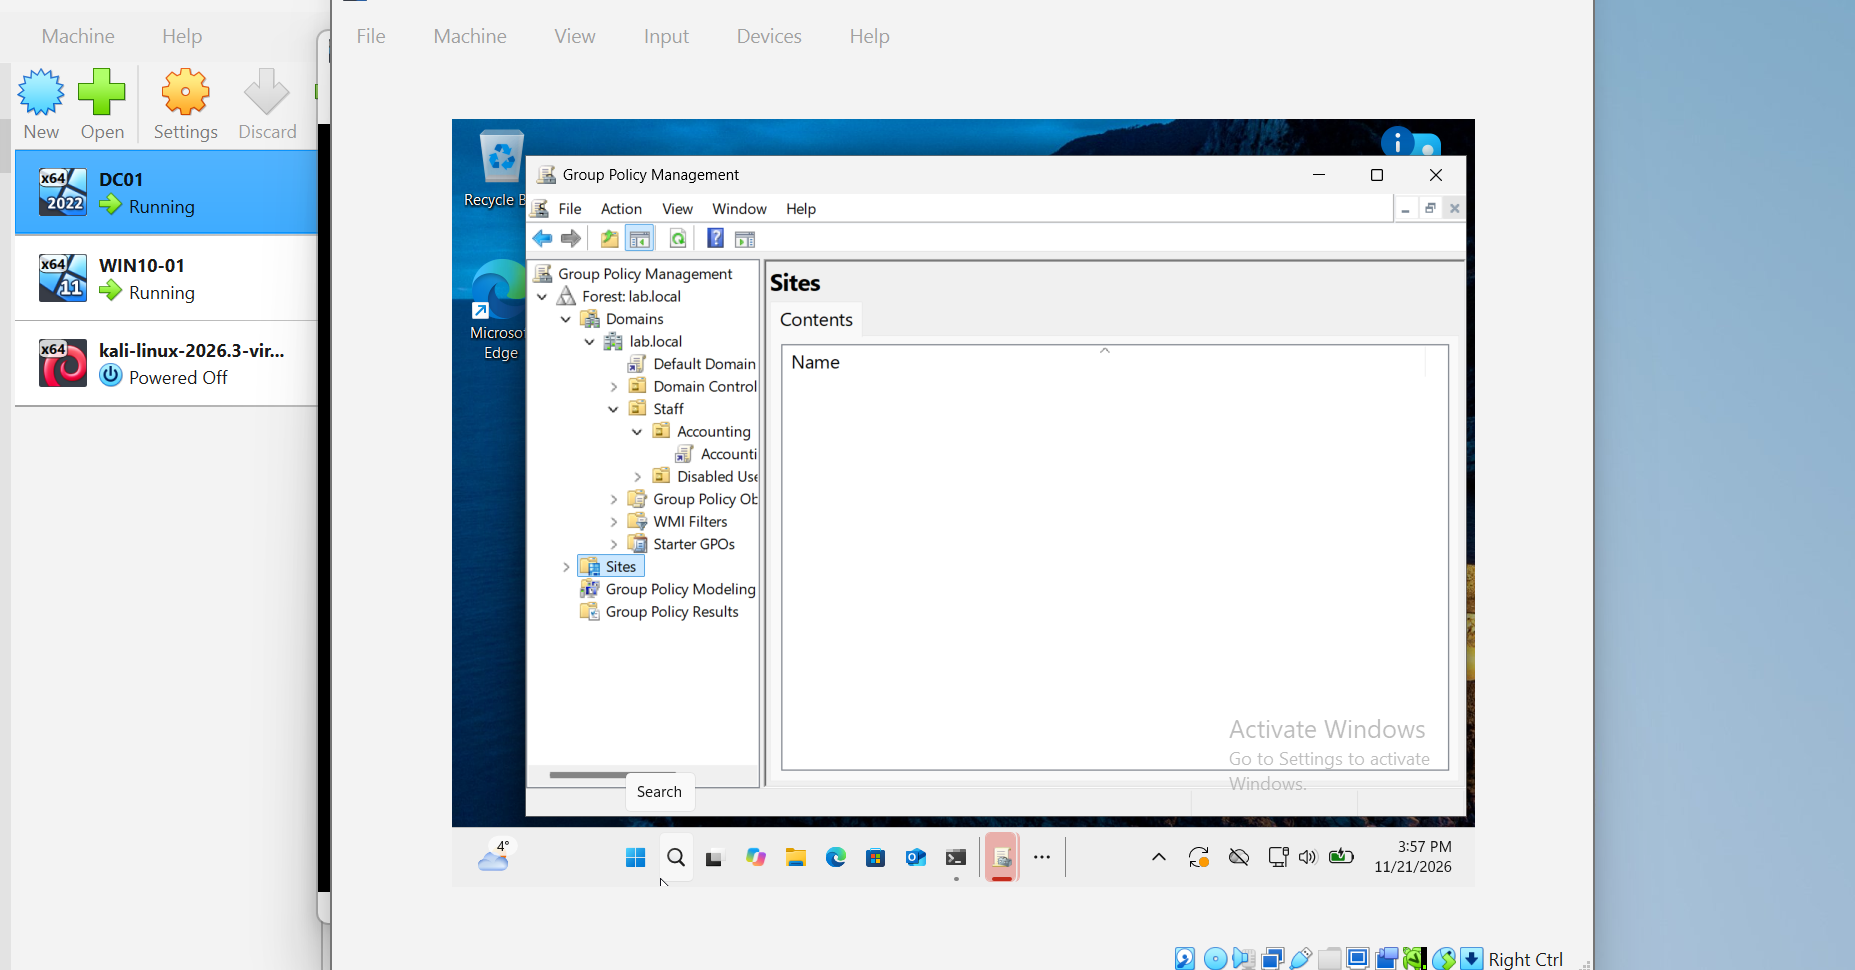 Machine Help
New Open Settings Discard
x64 2022 DC01
Running
x64 11 WIN10-01
Running
x64 kali-linux-2026.3-vir...
Powered Off
File Machine View Input Devices Help
Recycle B
Microsof
Edge
Group Policy Management
File Action View Window Help
Group Policy Management
Forest: lab.local
Domains
lab.local
Default Domain
Domain Control
Staff
Accounting
Accounti
Disabled Use
Group Policy Ob
WMI Filters
Starter GPOs
Sites
Group Policy Modeling
Group Policy Results
Sites
Contents
Name
Activate Windows
Go to Settings to activate
Windows.
Search
4°
3:57 PM
11/21/2026
Right Ctrl